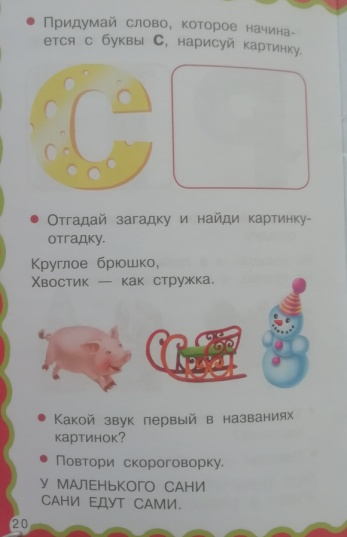 • Придумай слово, которое начина-
ется с буквы С, нарисуй картинку.
С
• Отгадай загадку и найди картинку-
отгадку.
Круглое брюшко,
Хвостик — как стружка.
• Какой звук первый в названиях
картинок?
• Повтори скороговорку.
У МАЛЕНЬКОГО САНИ
САНИ ЕДУТ САМИ.
20